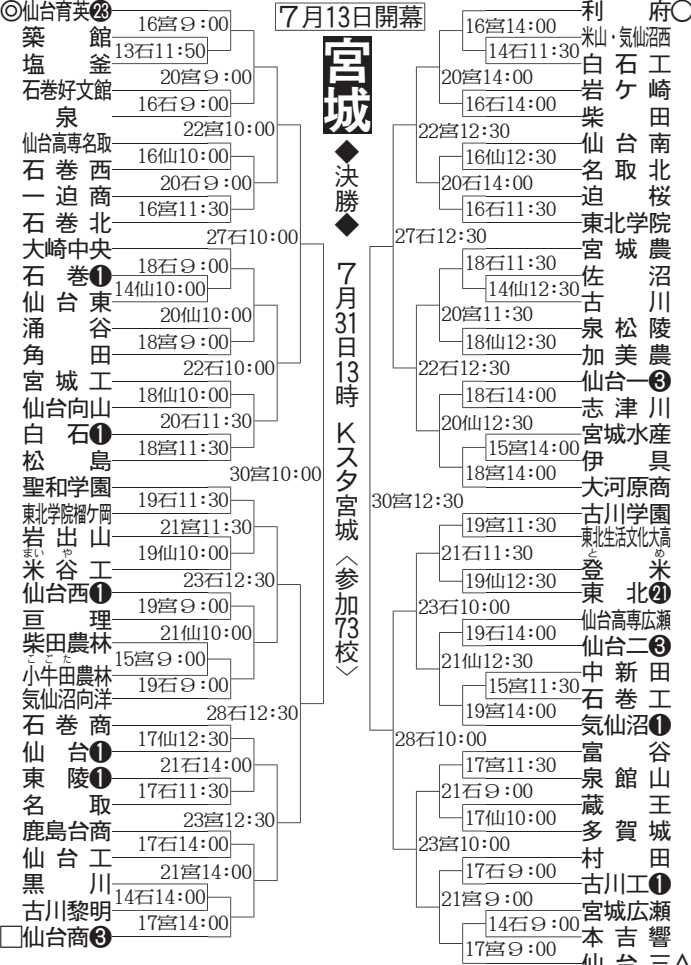 7月13日開幕
宮城
◆決勝◆ 7月31日13時 Kスタ宮城〈参加73校〉
◎仙台育英㉓
築館
塩釜
石巻好文館
泉
仙台高専名取
石巻西
一迫商
石巻北
大崎中央
石巻❶
仙台東
涌谷
角田
宮城工
仙台向山
白石❶
松島
聖和学園
東北学院榴ケ岡
岩出山
まいや
米谷工
仙台西❶
亘理
柴田農林
こごた
小牛田農林
気仙沼向洋
石巻商
仙台❶
東陵❶
名取
鹿島台商
仙台工
黒川
古川黎明
□仙台商❸
16宮9:00
13石11:50
20宮9:00
16石9:00
22宮10:00
16仙10:00
20石9:00
16宮11:30
27石10:00
18石9:00
14仙10:00
20仙10:00
18宮9:00
22石10:00
18仙10:00
20石11:30
18宮11:30
30宮10:00
19石11:30
21宮11:30
19仙10:00
23石12:30
19宮9:00
21仙10:00
15宮9:00
19石9:00
28石12:30
17仙12:30
21石14:00
17石11:30
23宮12:30
17石14:00
21宮14:00
14石14:00
17宮14:00
利府○
米山・気仙沼西
白石工
岩ケ崎
柴田
仙台南
名取北
迫桜
東北学院
宮城農
佐沼
古川
泉松陵
加美農
仙台一❸
志津川
宮城水産
伊具
大河原商
古川学園
東北生活文化大高
とめ
登米
東北㉑
仙台高専広瀬
仙台二❸
中新田
石巻工
気仙沼❶
富谷
泉館山
蔵王
多賀城
村田
古川工❶
宮城広瀬
本吉響
仙台三△
16宮14:00
14石11:30
20宮14:00
16石14:00
22宮12:30
16仙12:30
20石14:00
16石11:30
27石12:30
18石11:30
14仙12:30
20宮11:30
18仙12:30
22石12:30
18石14:00
20仙12:30
15宮14:00
18宮14:00
30宮12:30
19宮11:30
21石11:30
19仙12:30
23石10:00
19石14:00
21仙12:30
15宮11:30
19宮14:00
28石10:00
17宮11:30
21石9:00
17仙10:00
23宮10:00
17石9:00
21宮9:00
14石9:00
17宮9:00